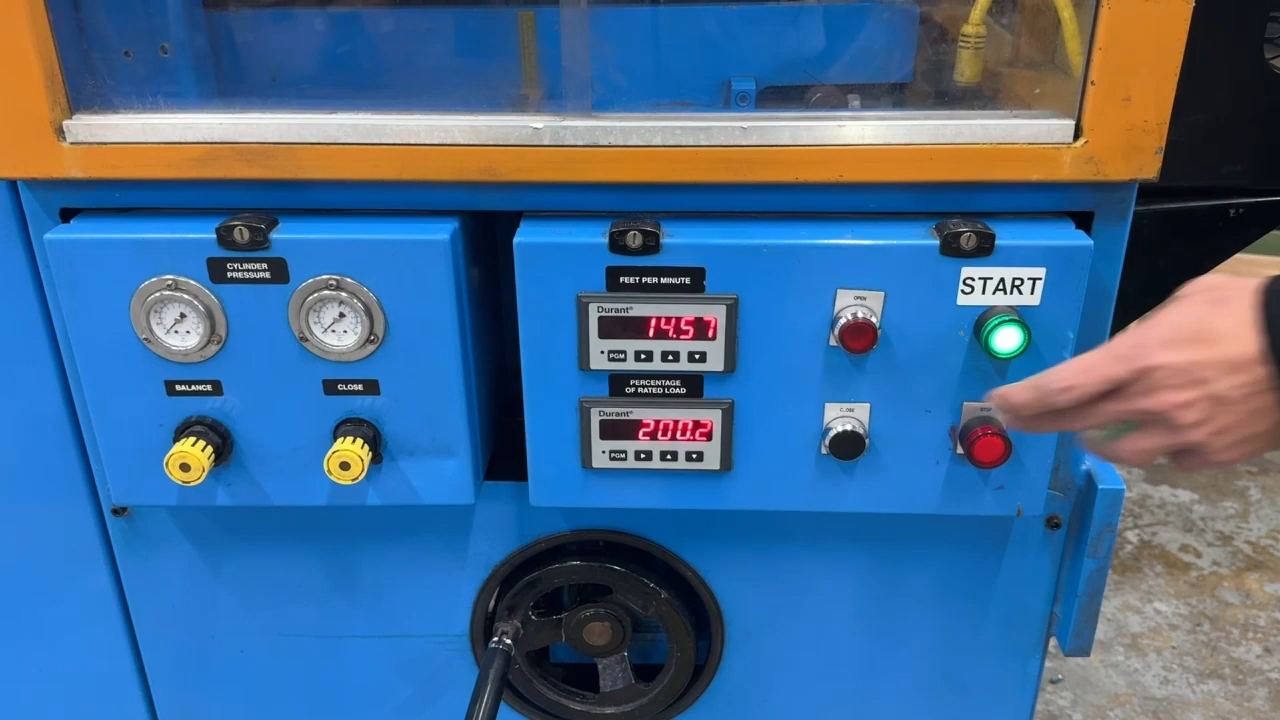 CYLINDER
PRESSURE
BALANCE
CLOSE
FEET PER MINUTE
Durant®
14.57
PGM
PERCENTAGE
OF RATED LOAD
Durant®
200.2
PGM
OPEN
CLOSE
START
STOP